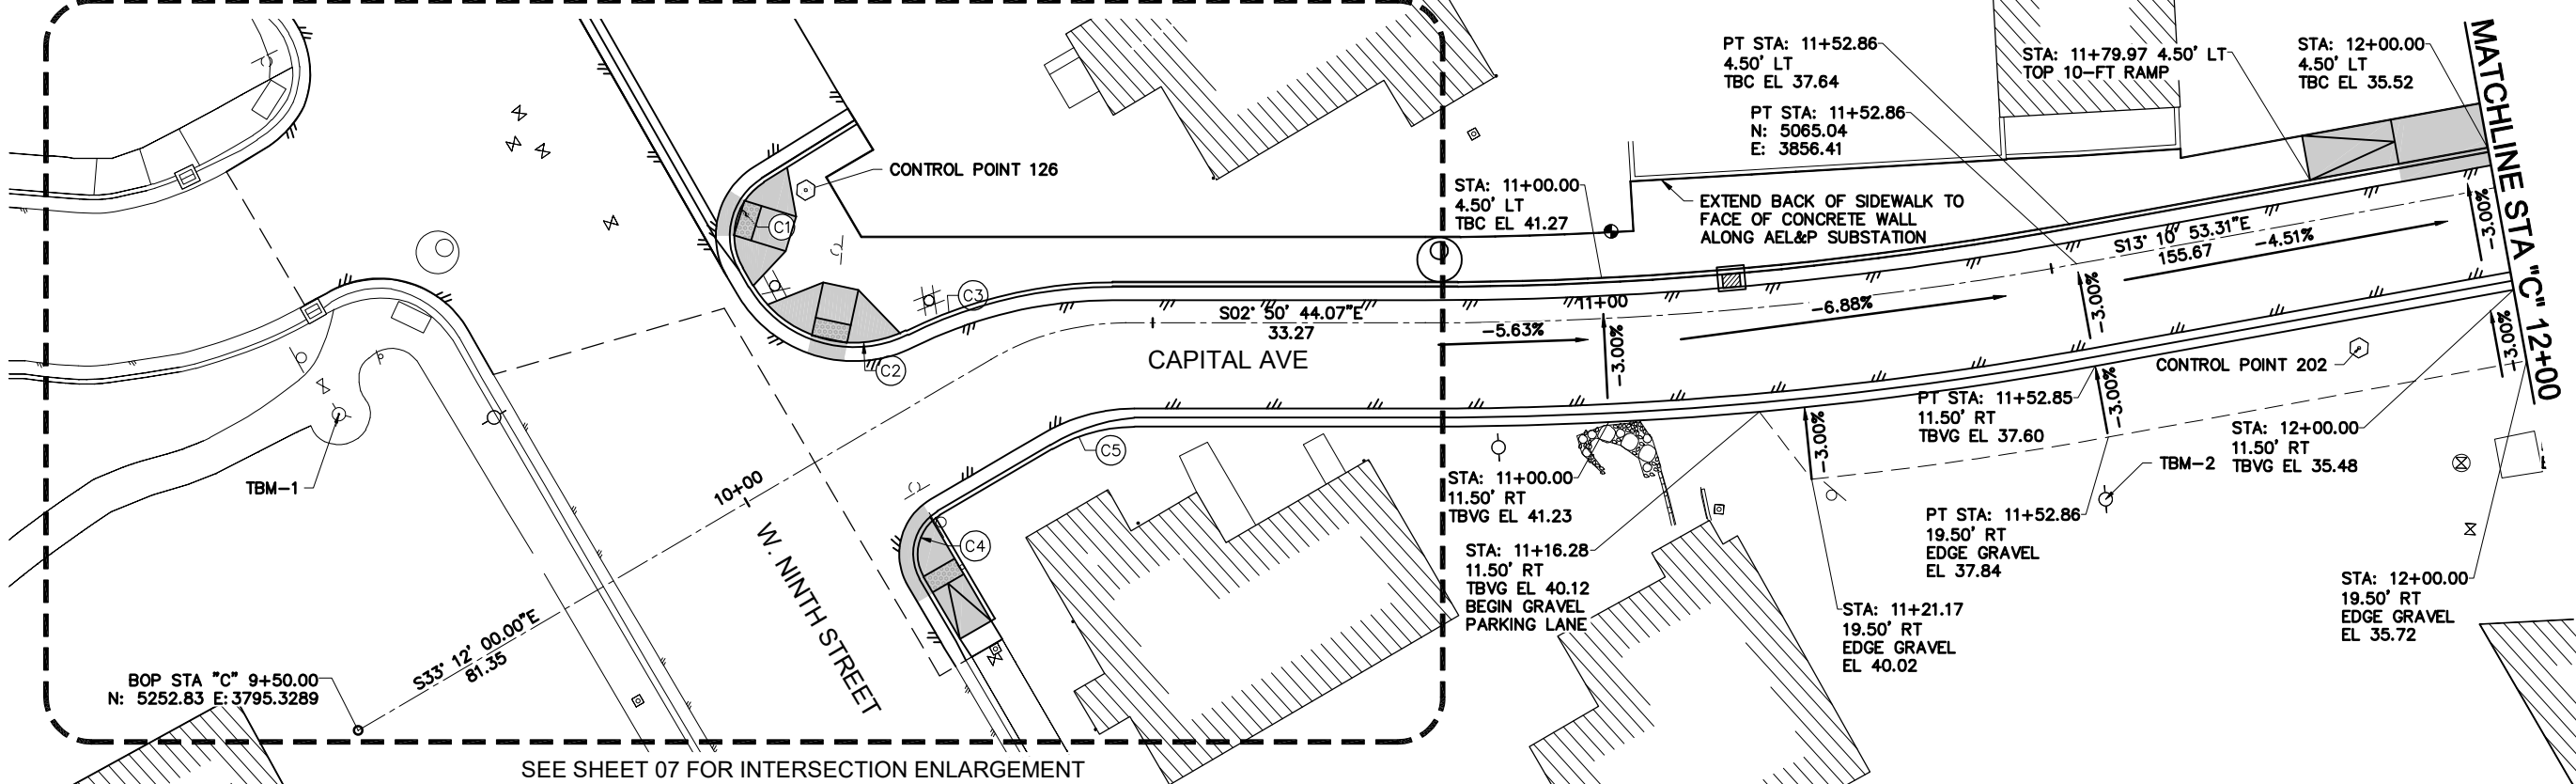 PT STA: 11+52.86
4.50' LT
TBC EL 37.64
STA: 11+79.97 4.50' LT
TOP 10-FT RAMP
STA: 12+00.00
4.50' LT
TBC EL 35.52
MATCHLINE STA "C" 12+00
PT STA: 11+52.86
N: 5065.04
E: 3856.41
CONTROL POINT 126
STA: 11+00.00
4.50' LT
TBC EL 41.27
EXTEND BACK OF SIDEWALK TO
FACE OF CONCRETE WALL
ALONG AEL&P SUBSTATION
C1
S13° 10' 53.31"E
155.67
-4.51%
-3.00%
C3
11+00
-6.88%
-3.00%
S02° 50' 44.07"E
33.27
-5.63%
-3.00%
CAPITAL AVE
C2
CONTROL POINT 202
-3.00%
PT STA: 11+52.85
11.50' RT
TBVG EL 37.60
-3.00%
STA: 12+00.00
11.50' RT
TBVG EL 35.48
C5
-3.00%
TBM-2
TBM-1
10+00
STA: 11+00.00
11.50' RT
TBVG EL 41.23
PT STA: 11+52.86
19.50' RT
EDGE GRAVEL
EL 37.84
C4
W. NINTH STREET
STA: 11+16.28
11.50' RT
TBVG EL 40.12
BEGIN GRAVEL
PARKING LANE
STA: 11+21.17
19.50' RT
EDGE GRAVEL
EL 40.02
STA: 12+00.00
19.50' RT
EDGE GRAVEL
EL 35.72
S33° 12' 00.00"E
81.35
BOP STA "C" 9+50.00
N: 5252.83 E: 3795.3289
SEE SHEET 07 FOR INTERSECTION ENLARGEMENT